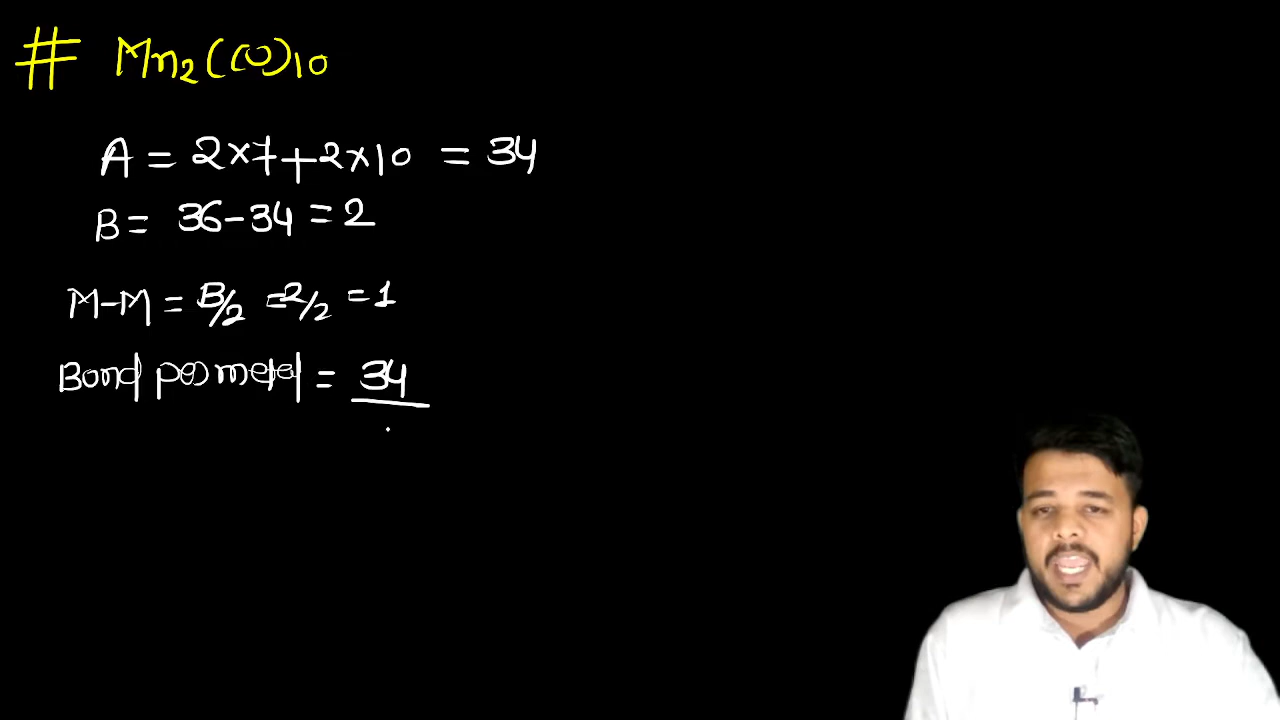 # Mn2(CO)10
A = 2×7+2×10 = 34
B = 36-34 = 2
M-M = B/2 = 2/2 = 1
Bond per metal = 34